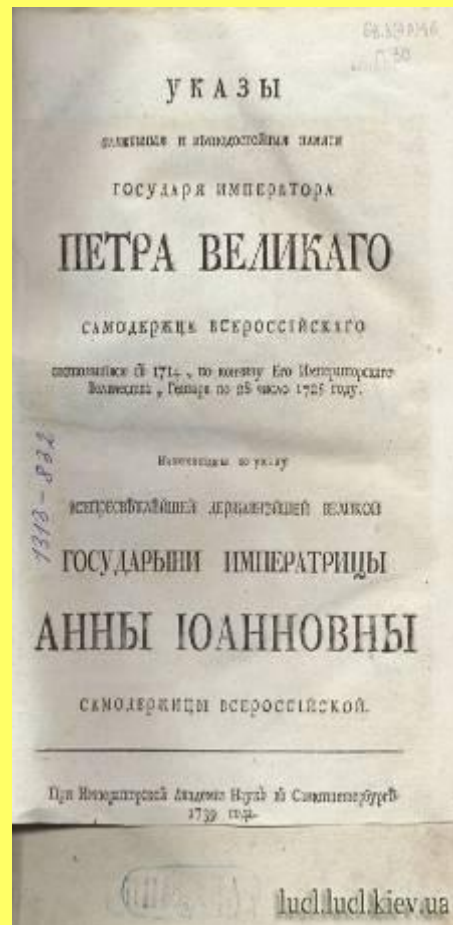 УКАЗЫ
блаженныя и вѣчнодостойныя памяти
ГОСУДАРЯ ИМПЕРАТОРА
ПЕТРА ВЕЛИКАГО
САМОДЕРЖЦА ВСЕРОССІЙСКАГО
состоявшіеся съ 1714, по кончину Его Императорскаго
Величества, Генваря по 28 число 1725 году.
Напечатаны по указу
ВСЕПРЕСВѢТЛѢЙШЕЙ ДЕРЖАВНѢЙШЕЙ ВЕЛИКОЙ
ГОСУДАРЫНИ ИМПЕРАТРИЦЫ
АННЫ ІОАННОВНЫ
САМОДЕРЖИЦЫ ВСЕРОССІЙСКОЙ.
При Императорской Академіи Наукъ въ Санктпетербургѣ
1739 года.
1313-832
lucl.lucl.kiev.ua